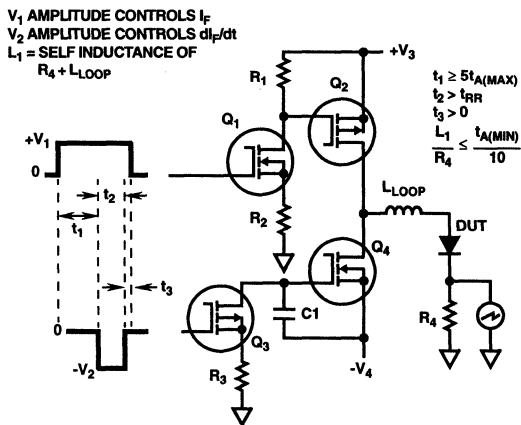 V1 AMPLITUDE CONTROLS IF
V2 AMPLITUDE CONTROLS dIF/dt
L1 = SELF INDUCTANCE OF
R4 + LLOOP
+V3
R1
Q2
t1 ≥ 5tA(MAX)
t2 > tRR
t3 > 0
L1/R4 ≤ tA(MIN)/10
Q1
+V1
0
t2
t1
LLOOP
DUT
R2
Q4
t3
0
C1
R4
-V2
Q3
-V4
R3